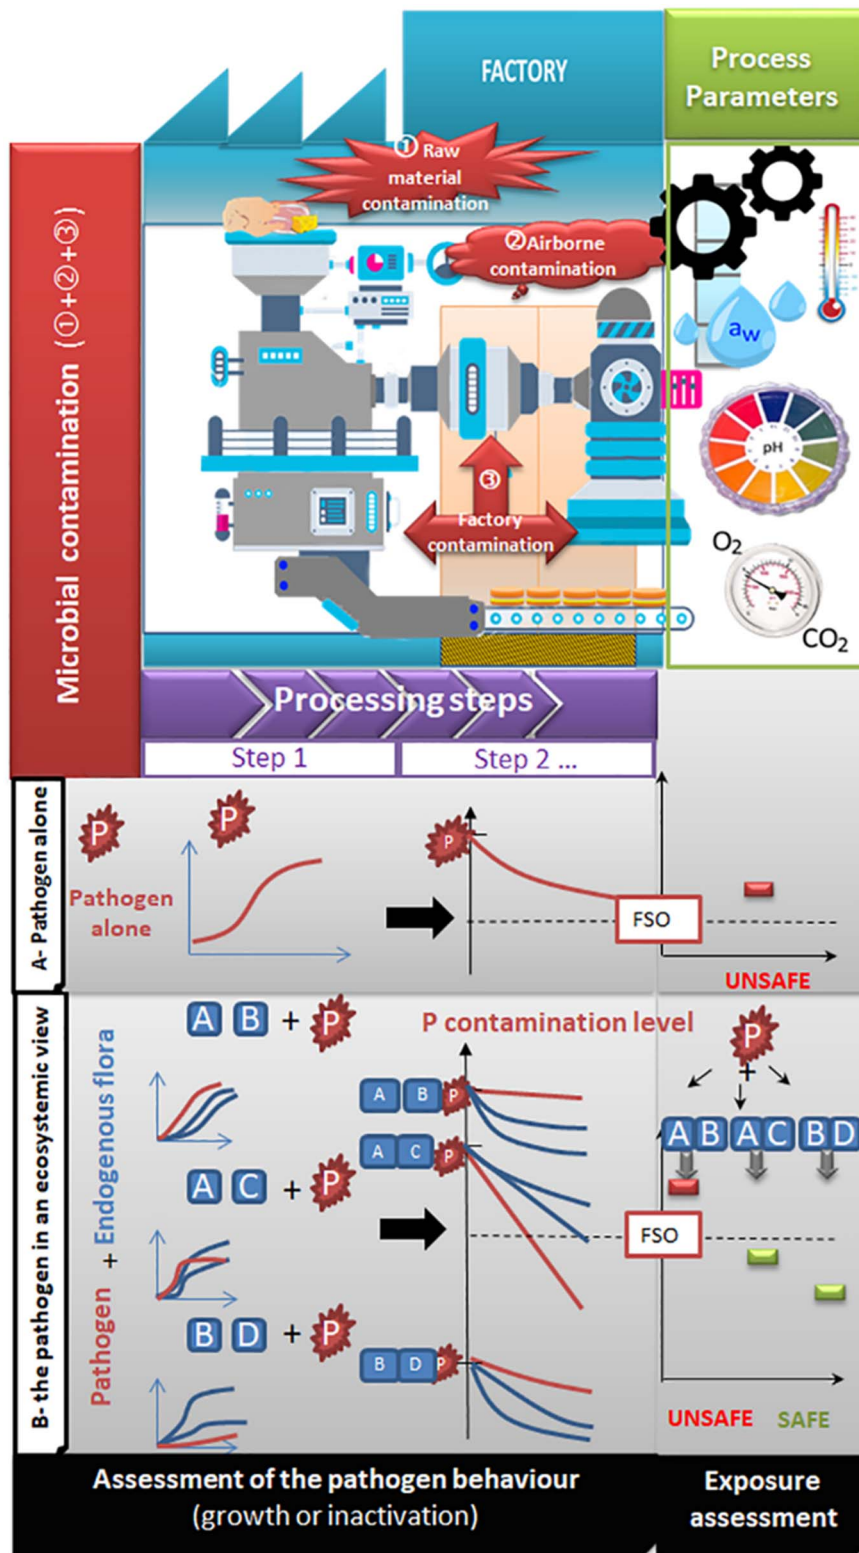 FACTORY
Process
Parameters
① Raw
material
contamination
②Airborne
contamination
Microbial contamination (①+②+③)
aw
pH
③
Factory
contamination
O₂
CO₂
Processing steps
Step 1
Step 2 ...
A- Pathogen alone
P
P
Pathogen
alone
P
FSO
UNSAFE
B- the pathogen in an ecosystemic view
Pathogen + Endogenous flora
A B + P
P contamination level
P
+
A B P
A C P
A B A C B D
A C + P
FSO
B D + P
B D P
UNSAFE SAFE
Assessment of the pathogen behaviour
(growth or inactivation)
Exposure
assessment